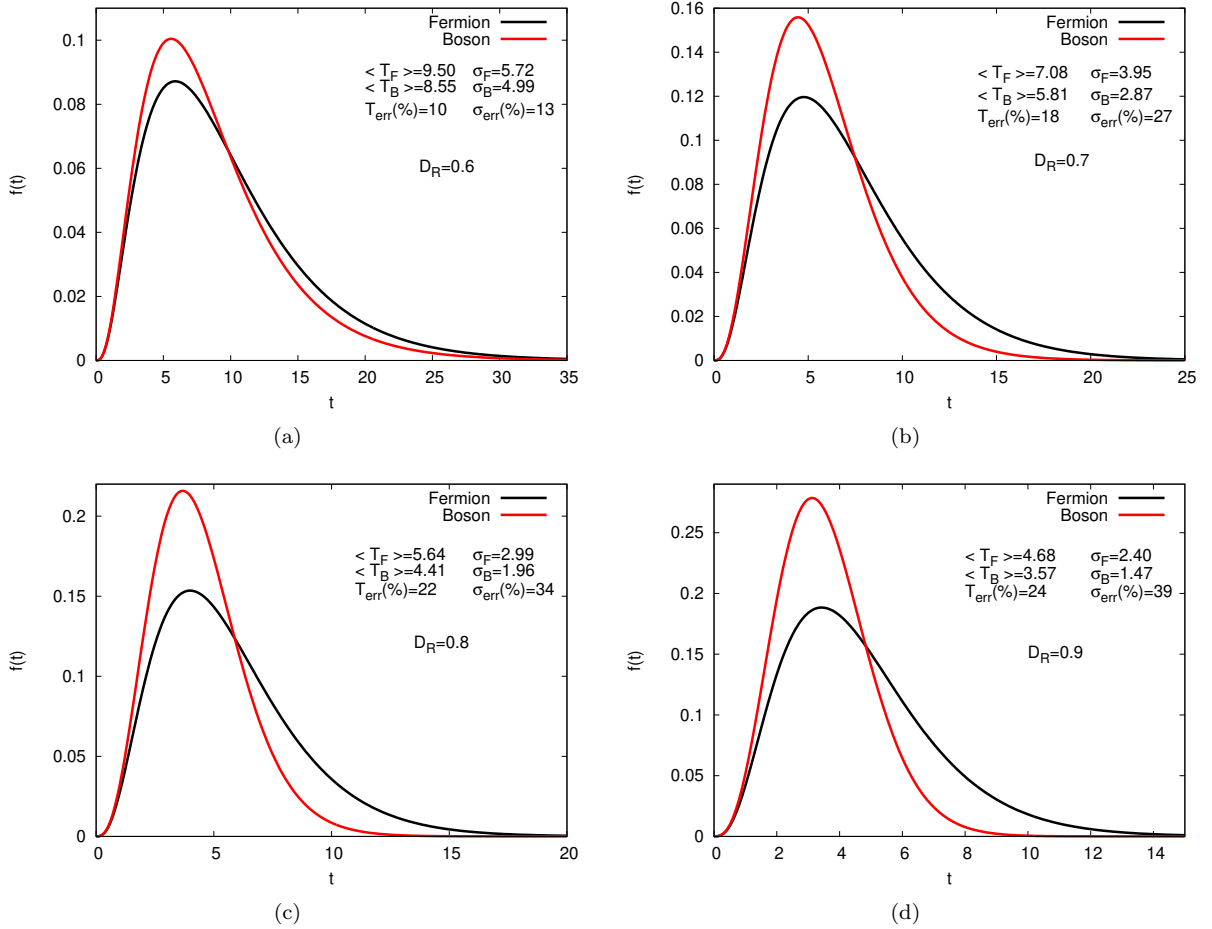 Fermion
Boson
< T_F >=9.50 σ_F=5.72
< T_B >=8.55 σ_B=4.99
T_err(%)=10 σ_err(%)=13
D_R=0.6
f(t)
0.1
0.08
0.06
0.04
0.02
0
0 5 10 15 20 25 30 35
t
(a)
Fermion
Boson
< T_F >=7.08 σ_F=3.95
< T_B >=5.81 σ_B=2.87
T_err(%)=18 σ_err(%)=27
D_R=0.7
f(t)
0.16
0.14
0.12
0.1
0.08
0.06
0.04
0.02
0
0 5 10 15 20 25
t
(b)
Fermion
Boson
< T_F >=5.64 σ_F=2.99
< T_B >=4.41 σ_B=1.96
T_err(%)=22 σ_err(%)=34
D_R=0.8
f(t)
0.2
0.15
0.1
0.05
0
0 5 10 15 20
t
(c)
Fermion
Boson
< T_F >=4.68 σ_F=2.40
< T_B >=3.57 σ_B=1.47
T_err(%)=24 σ_err(%)=39
D_R=0.9
f(t)
0.25
0.2
0.15
0.1
0.05
0
0 2 4 6 8 10 12 14
t
(d)